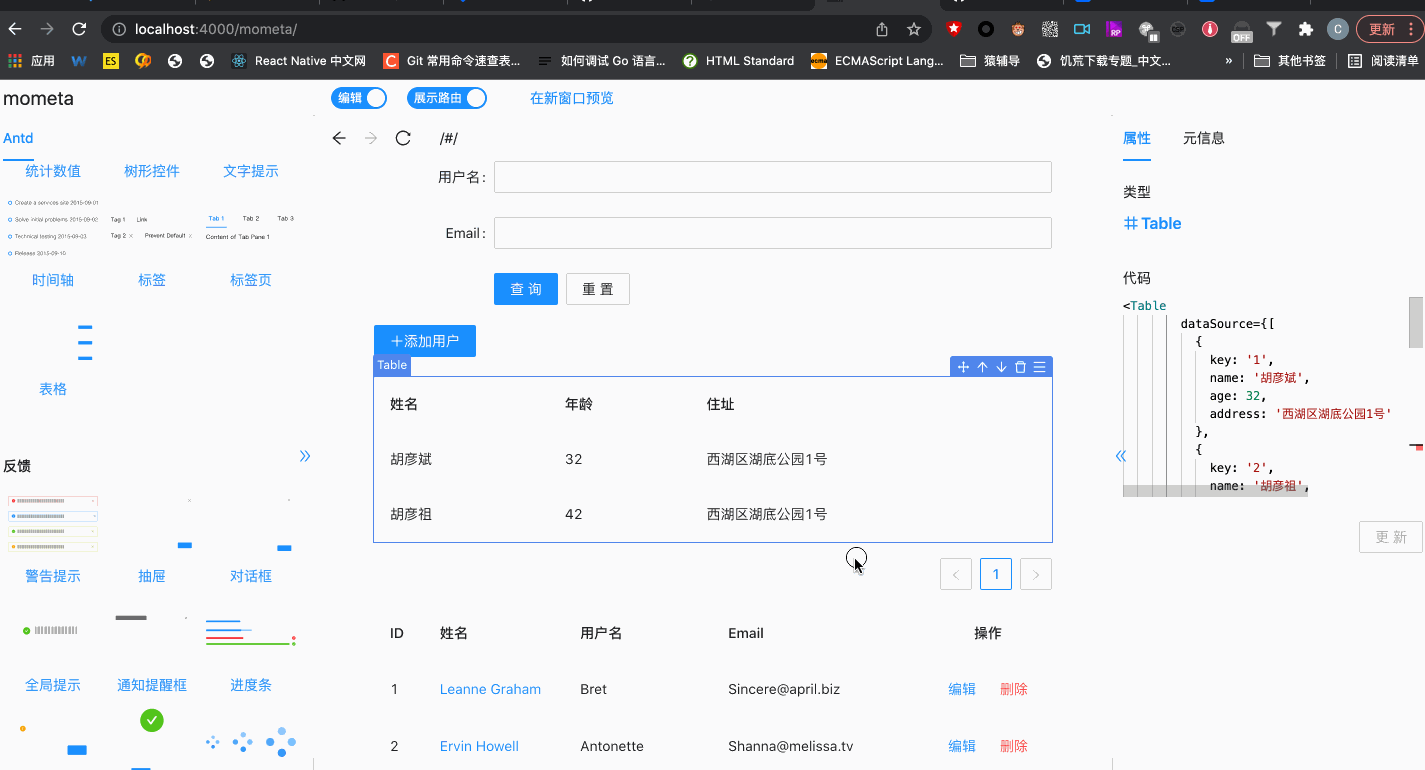 localhost:4000/mometa/
C
更新
应用
ES
React Native 中文网
C
Git 常用命令速查表...
如何调试 Go 语言...
HTML Standard
ECMAScript Lang...
猿辅导
饥荒下载专题_中文...
»
其他书签
阅读清单
RP
OFF
mometa
编辑
展示路由
在新窗口预览
Antd
/#/
统计数值
树形控件
文字提示
Create a services site 2015-09-01
Solve initial problems 2015-09-02
Technical testing 2015-09-03
Release 2015-09-10
Tag 1
Link
Tag 2
Prevent Default
Tab 1
Tab 2
Tab 3
Content of Tab Pane 1
时间轴
标签
标签页
表格
反馈
警告提示
抽屉
对话框
全局提示
通知提醒框
进度条
用户名:
Email:
查 询
重 置
添加用户
Table
姓名 年龄 住址
胡彦斌 32 西湖区湖底公园1号
胡彦祖 42 西湖区湖底公园1号
1
ID 姓名 用户名 Email 操作
1 Leanne Graham Bret Sincere@april.biz 编辑 删除
2 Ervin Howell Antonette Shanna@melissa.tv 编辑 删除
属性
元信息
类型
Table
代码
<Table
dataSource={[
{
key: '1',
name: '胡彦斌',
age: 32,
address: '西湖区湖底公园1号'
},
{
key: '2',
name: '胡彦祖',
更 新